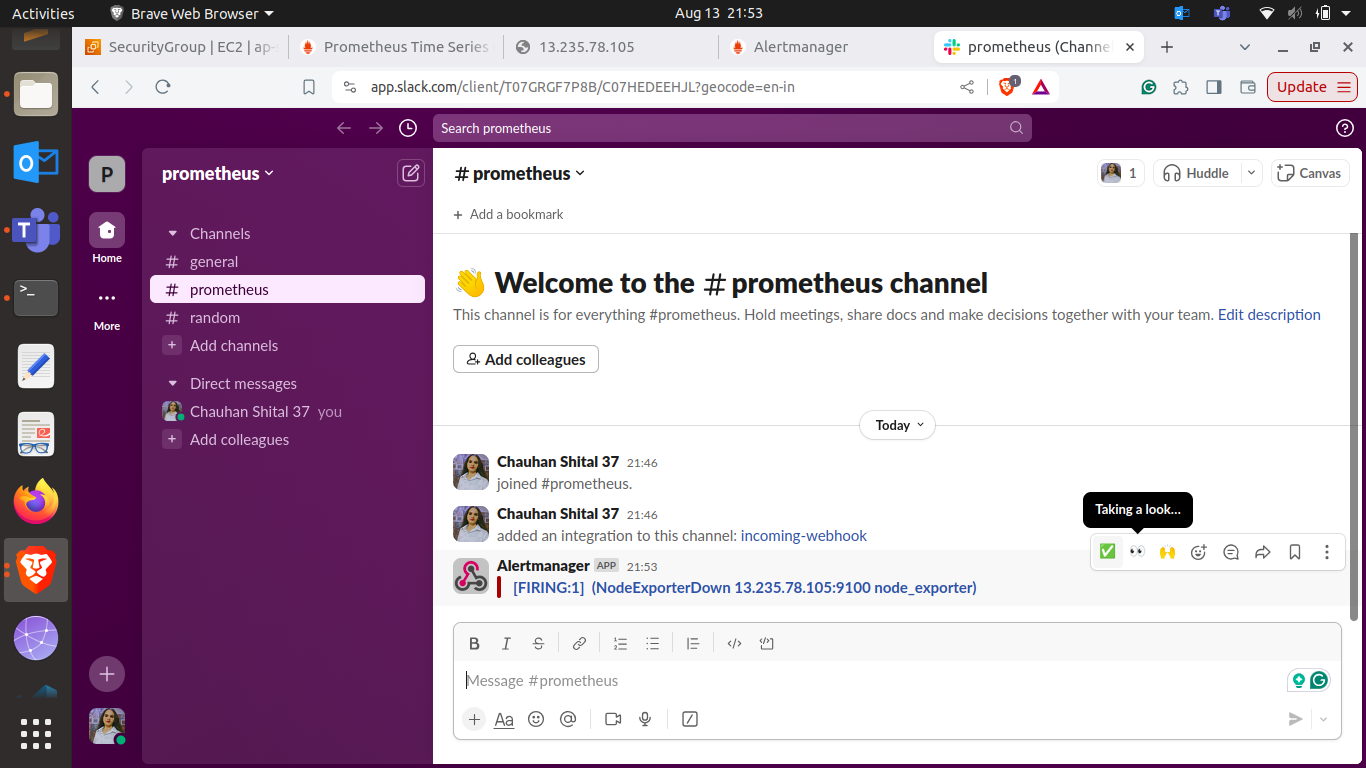 Activities
Brave Web Browser
Aug 13 21:53
SecurityGroup | EC2 | ap-s
Prometheus Time Series
13.235.78.105
Alertmanager
prometheus (Channe
app.slack.com/client/T07GRGF7P8B/C07HEDEEHJL?geocode=en-in
1
Update
Search prometheus
P
prometheus
# prometheus
1
Huddle
Canvas
+ Add a bookmark
Home
More
Channels
# general
# prometheus
# random
+ Add channels
Direct messages
Chauhan Shital 37 you
+ Add colleagues
👋 Welcome to the # prometheus channel
This channel is for everything #prometheus. Hold meetings, share docs and make decisions together with your team. Edit description
Add colleagues
Today
Chauhan Shital 37 21:46
joined #prometheus.
Chauhan Shital 37 21:46
added an integration to this channel: incoming-webhook
Taking a look...
Alertmanager APP 21:53
[FIRING:1] (NodeExporterDown 13.235.78.105:9100 node_exporter)
B I S
Message #prometheus
+ Aa @